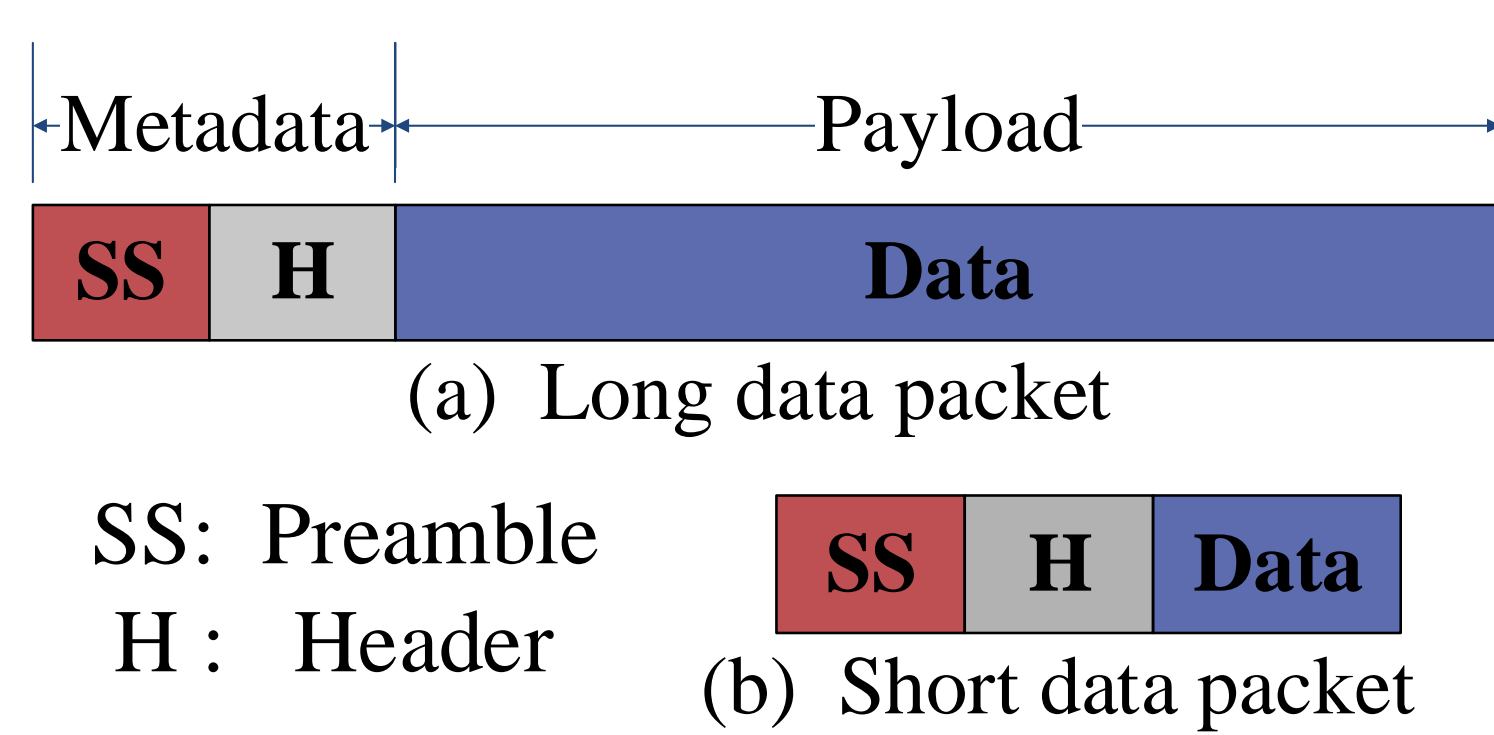 Metadata Payload
SS H Data
(a) Long data packet
SS: Preamble
H : Header
SS H Data
(b) Short data packet